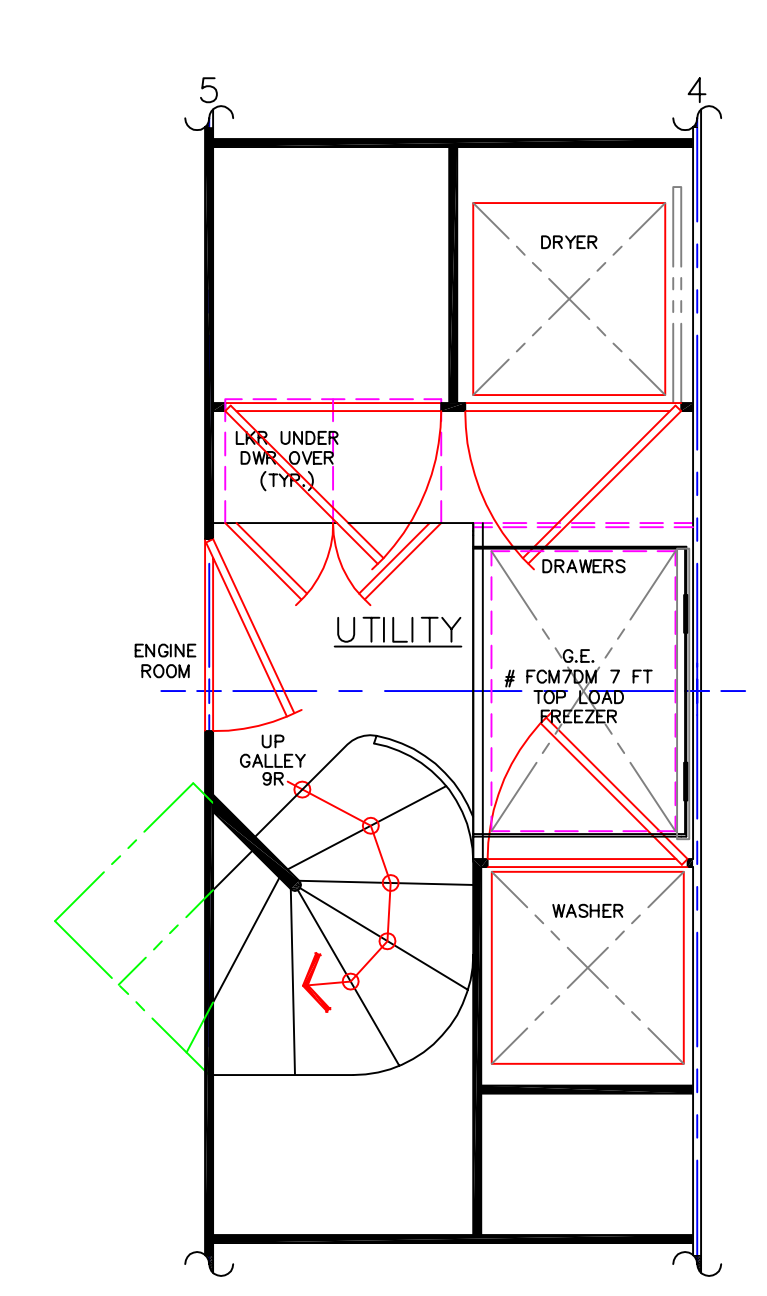 5
4
DRYER
LKR UNDER
DWR OVER
(TYP.)
DRAWERS
UTILITY
ENGINE
ROOM
G.E.
# FCM7DM 7 FT
TOP LOAD
FREEZER
UP
GALLEY
9R
WASHER